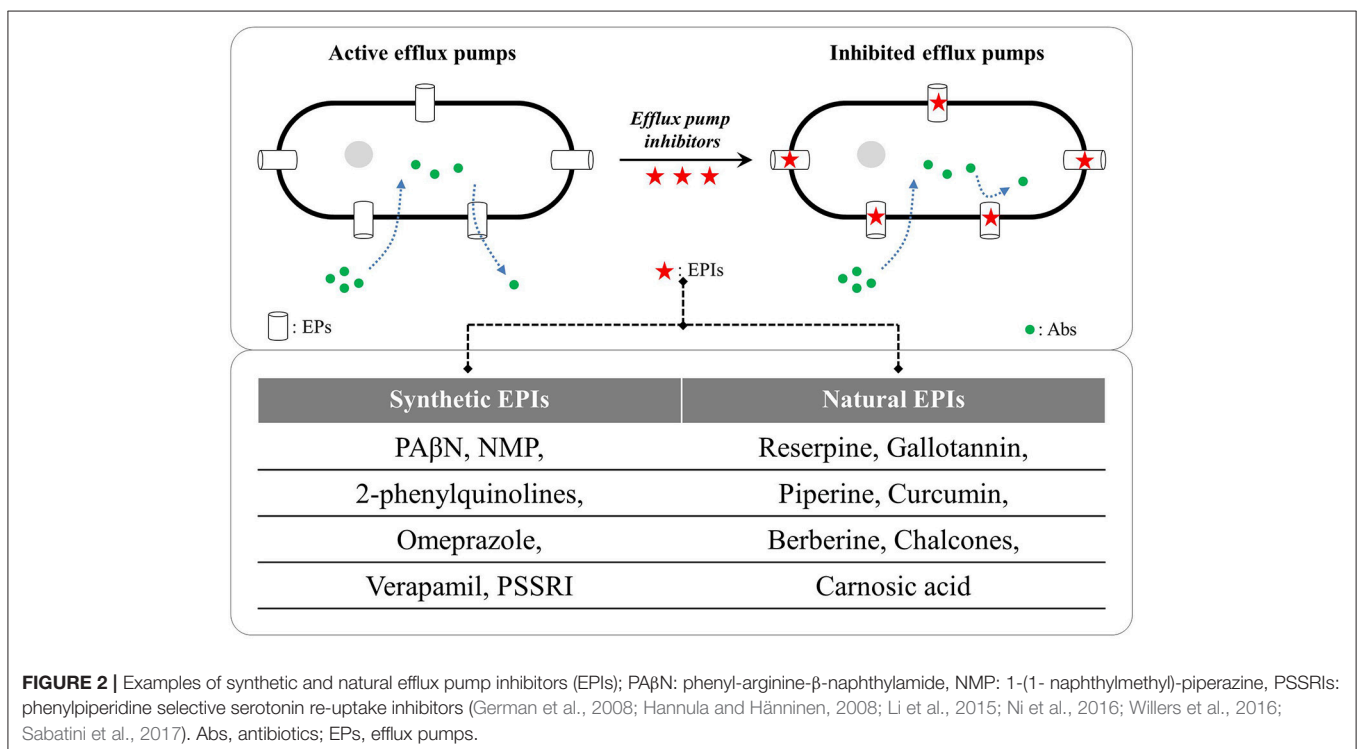 Active efflux pumps
Inhibited efflux pumps
Efflux pump
inhibitors
: EPIs
: EPs
: Abs
Synthetic EPIs
Natural EPIs
PAβN, NMP,
Reserpine, Gallotannin,
2-phenylquinolines,
Piperine, Curcumin,
Omeprazole,
Berberine, Chalcones,
Verapamil, PSSRI
Carnosic acid
FIGURE 2 | Examples of synthetic and natural efflux pump inhibitors (EPIs); PAβN: phenyl-arginine-β-naphthylamide, NMP: 1-(1- naphthylmethyl)-piperazine, PSSRIs:
phenylpiperidine selective serotonin re-uptake inhibitors (German et al., 2008; Hannula and Hänninen, 2008; Li et al., 2015; Ni et al., 2016; Willers et al., 2016;
Sabatini et al., 2017). Abs, antibiotics; EPs, efflux pumps.